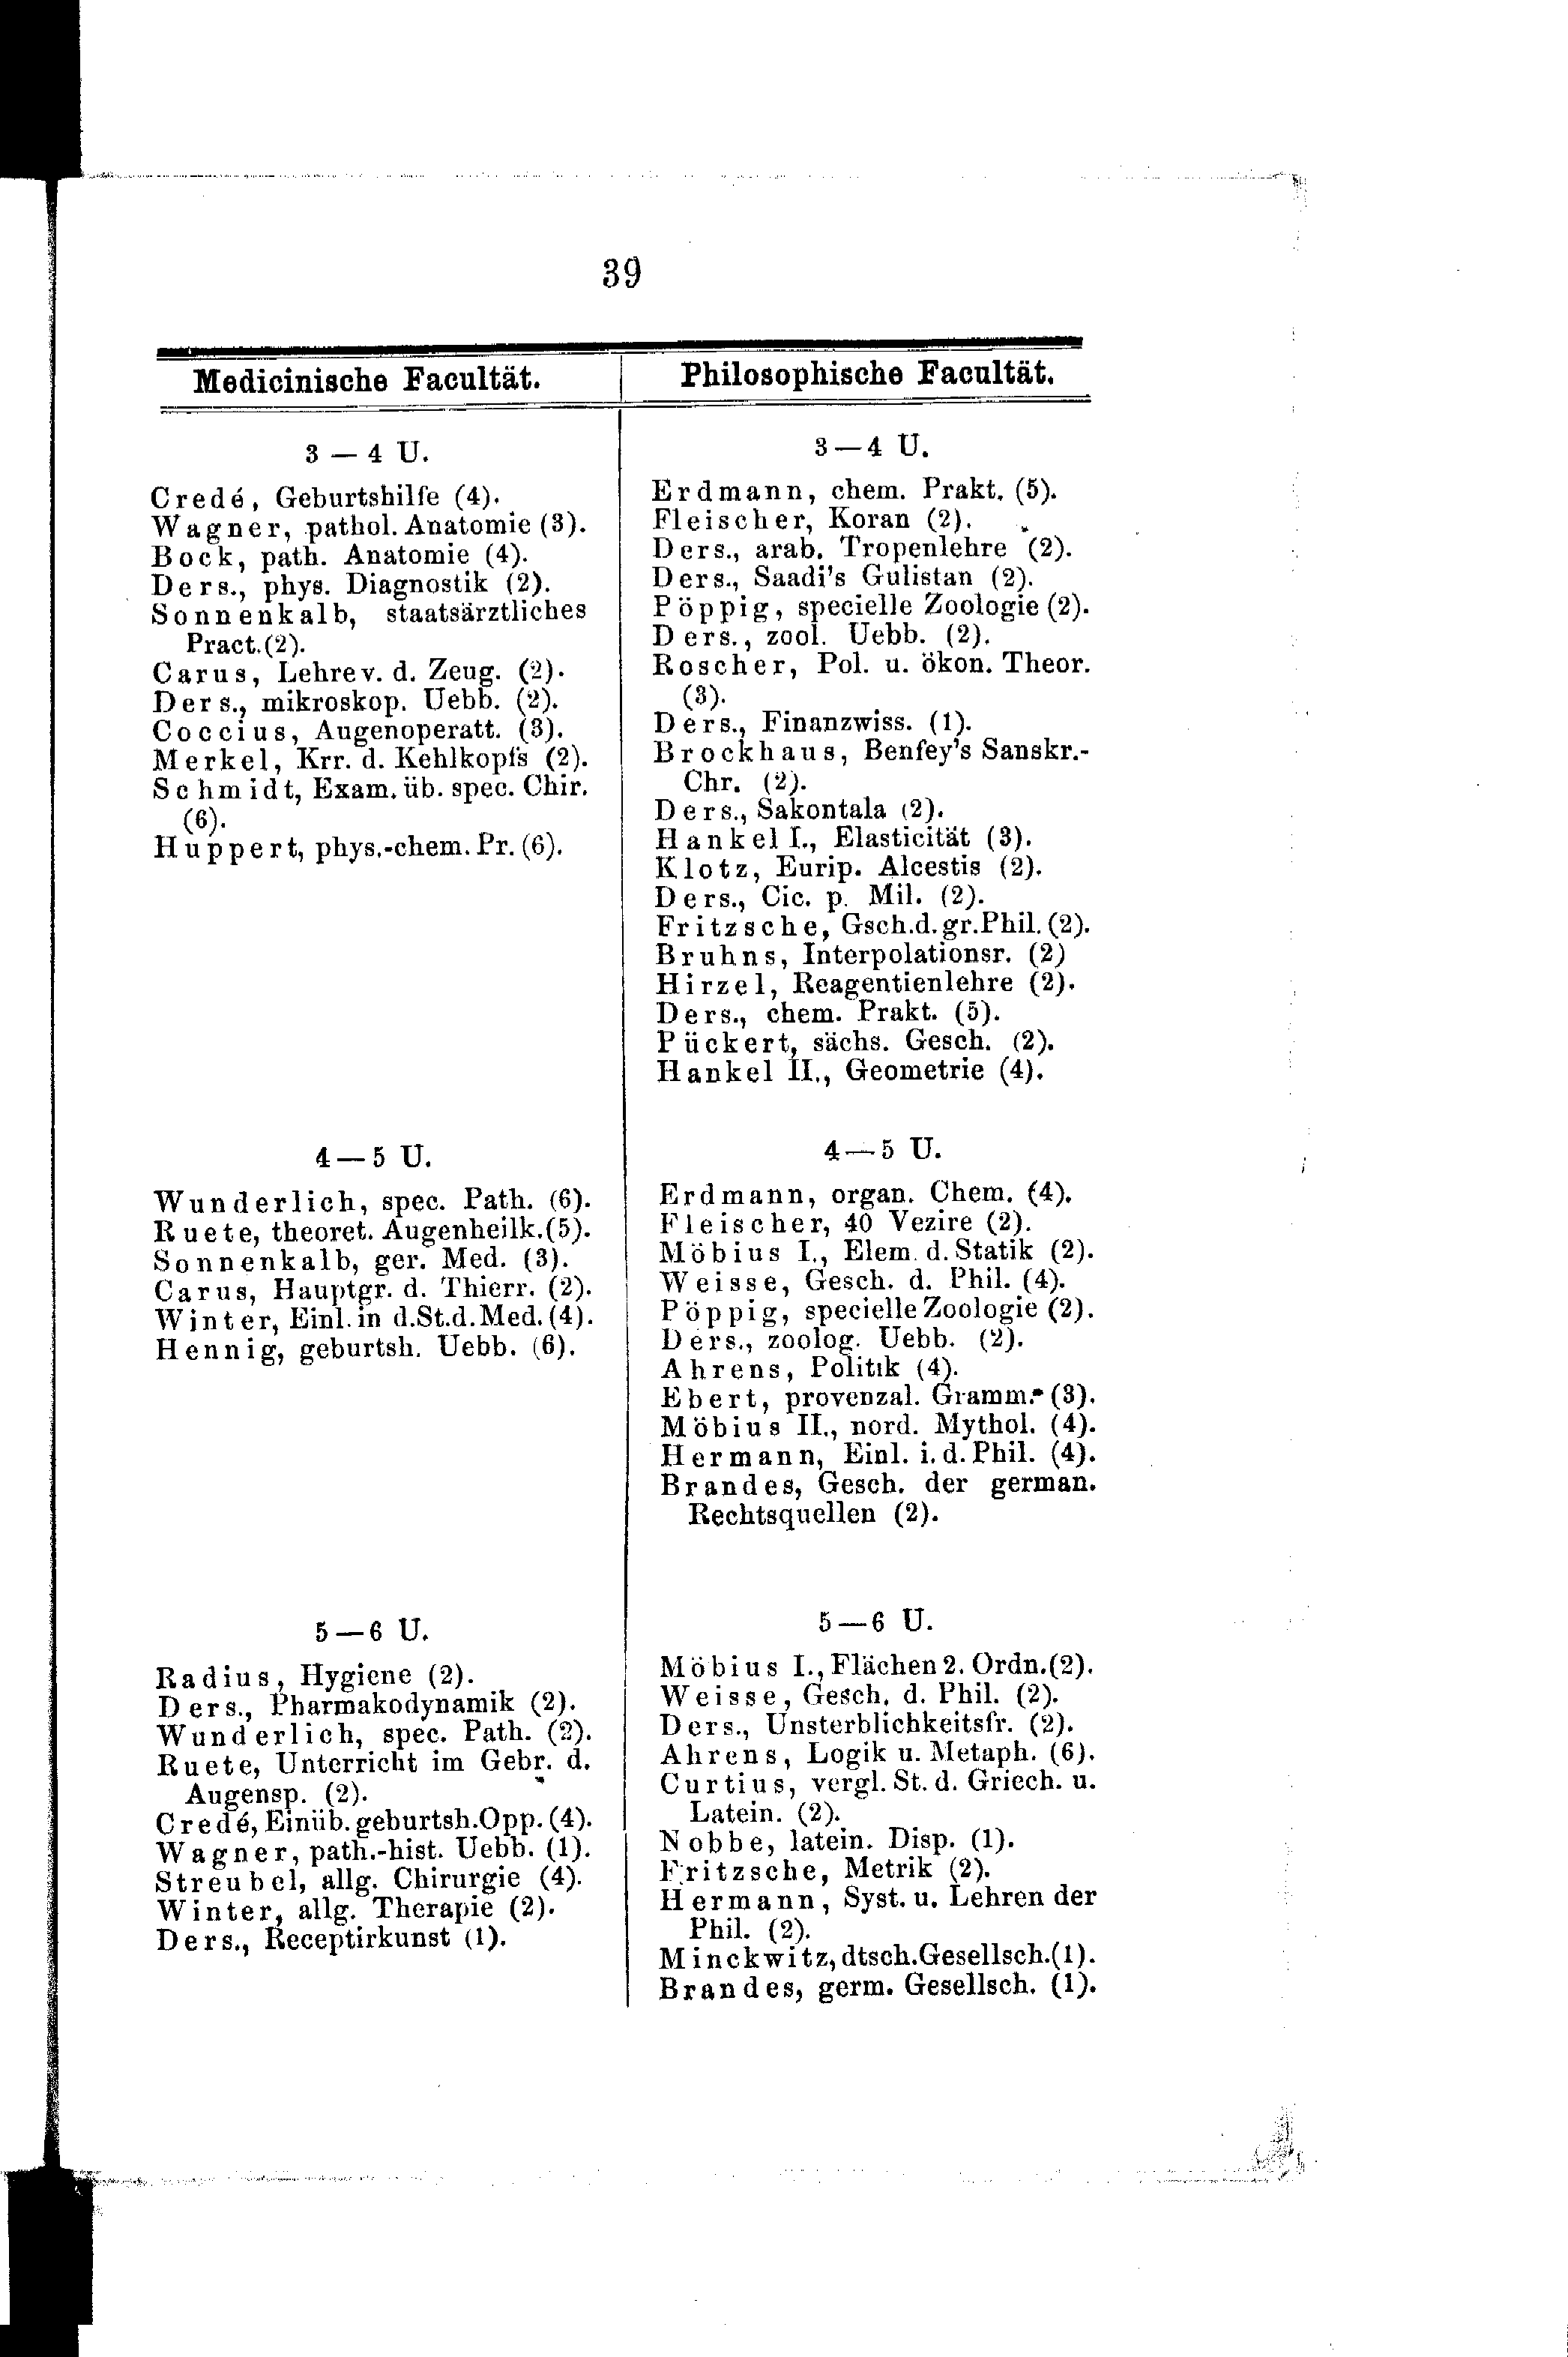 39
Medicinische Facultät.
3 — 4 U.
Credé, Geburtshilfe (4).
Wagner, pathol. Anatomie (3).
Bock, path. Anatomie (4).
Ders., phys. Diagnostik (2).
Sonnenkalb, staatsärztliches
Pract. (2).
Carus, Lehre v. d. Zeug. (2).
Ders., mikroskop. Uebb. (2).
Coccius, Augenoperatt. (3).
Merkel, Krr. d. Kehlkopfs (2).
Schmidt, Exam. üb. spec. Chir.
(6).
Huppert, phys.-chem. Pr. (6).
4 — 5 U.
Wunderlich, spec. Path. (6).
Ruete, theoret. Augenheilk. (5).
Sonnenkalb, ger. Med. (3).
Carus, Hauptgr. d. Thierr. (2).
Winter, Einl. in d. St. d. Med. (4).
Hennig, geburtsh. Uebb. (6).
5 — 6 U.
Radius, Hygiene (2).
Ders., Pharmakodynamik (2).
Wunderlich, spec. Path. (2).
Ruete, Unterricht im Gebr. d.
Augensp. (2).
Credé, Einüb. geburtsh. Opp. (4).
Wagner, path.-hist. Uebb. (1).
Streubel, allg. Chirurgie (4).
Winter, allg. Therapie (2).
Ders., Receptirkunst (1).
Philosophische Facultät.
3 — 4 U.
Erdmann, chem. Prakt. (5).
Fleischer, Koran (2).
Ders., arab. Tropenlehre (2).
Ders., Saadi's Gulistan (2).
Pöppig, specielle Zoologie (2).
Ders., zool. Uebb. (2).
Roscher, Pol. u. ökon. Theor.
(3).
Ders., Finanzwiss. (1).
Brockhaus, Benfey's Sanskr.-
Chr. (2).
Ders., Sakontala (2).
Hankel I., Elasticität (3).
Klotz, Eurip. Alcestis (2).
Ders., Cic. p. Mil. (2).
Fritzsche, Gsch. d. gr. Phil. (2).
Bruhns, Interpolationsr. (2)
Hirzel, Reagentienlehre (2).
Ders., chem. Prakt. (5).
Pückert, sächs. Gesch. (2).
Hankel II., Geometrie (4).
4 — 5 U.
Erdmann, organ. Chem. (4).
Fleischer, 40 Vezire (2).
Möbius I., Elem. d. Statik (2).
Weisse, Gesch. d. Phil. (4).
Pöppig, specielle Zoologie (2).
Ders., zoolog. Uebb. (2).
Ahrens, Politik (4).
Ebert, provenzal. Gramm. (3).
Möbius II., nord. Mythol. (4).
Hermann, Einl. i. d. Phil. (4).
Brandes, Gesch. der german.
Rechtsquellen (2).
5 — 6 U.
Möbius I., Flächen 2. Ordn. (2).
Weisse, Gesch. d. Phil. (2).
Ders., Unsterblichkeitsfr. (2).
Ahrens, Logik u. Metaph. (6).
Curtius, vergl. St. d. Griech. u.
Latein. (2).
Nobbe, latein. Disp. (1).
Fritzsche, Metrik (2).
Hermann, Syst. u. Lehren der
Phil. (2).
Minckwitz, dtsch. Gesellsch. (1).
Brandes, germ. Gesellsch. (1).